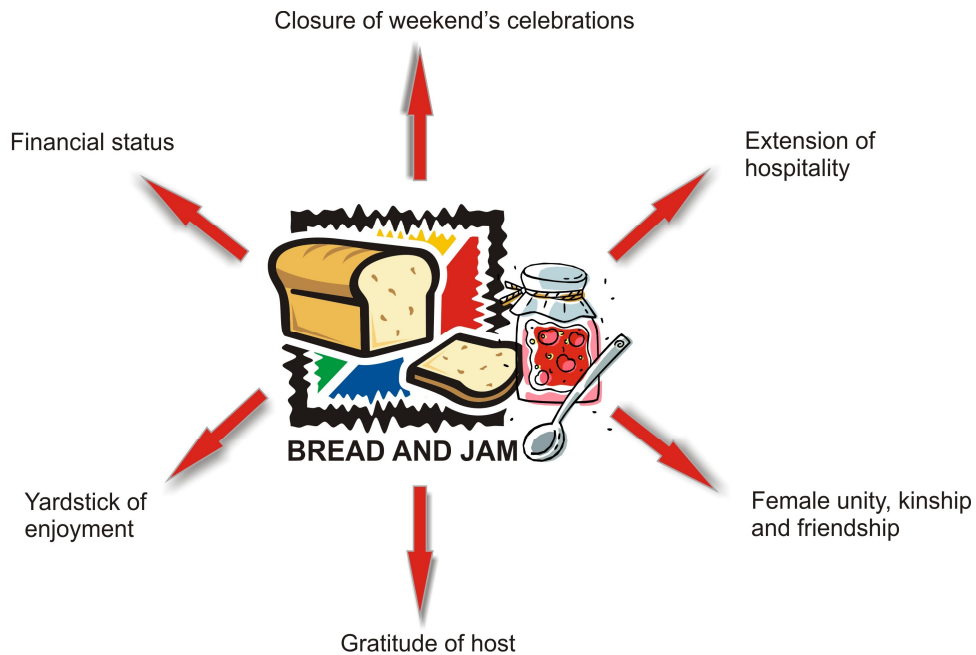 Closure of weekend's celebrations
Financial status
Extension of
hospitality
BREAD AND JAM
Yardstick of
enjoyment
Female unity, kinship
and friendship
Gratitude of host